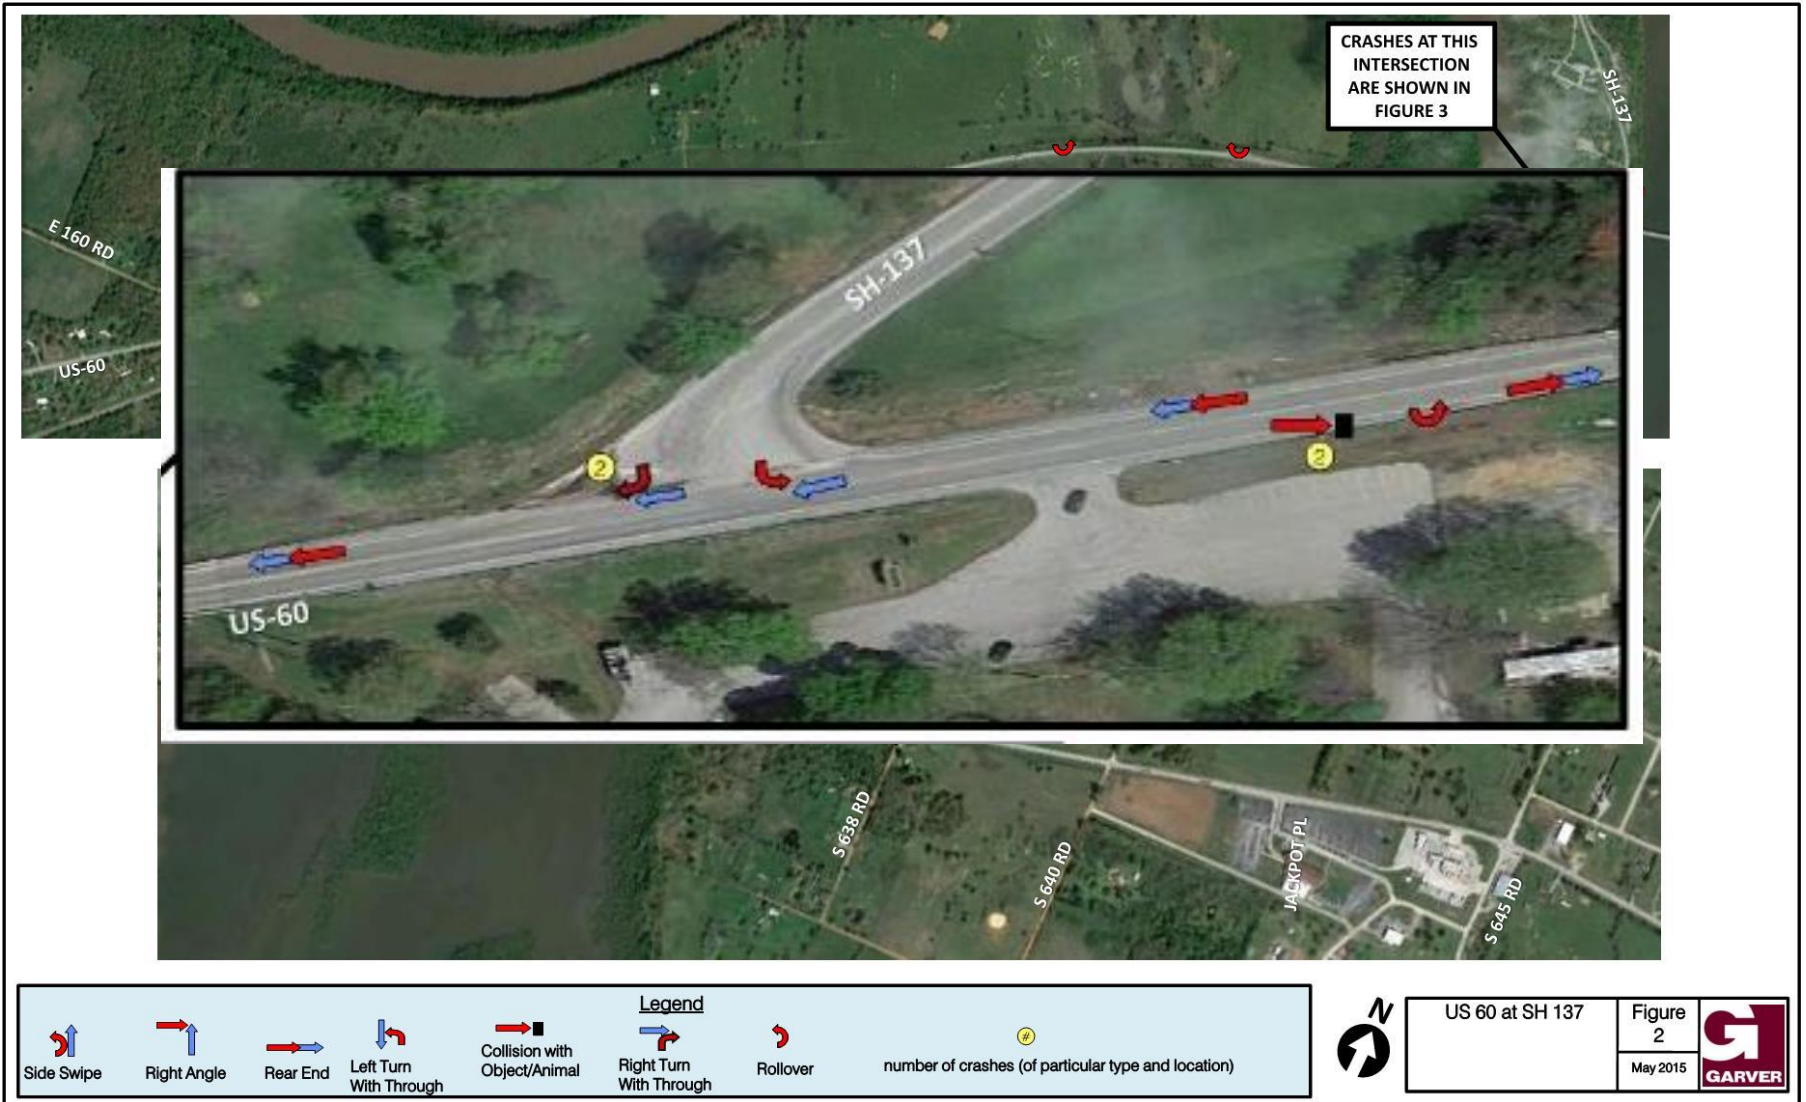 CRASHES AT THIS
INTERSECTION
ARE SHOWN IN
FIGURE 3
SH-137
E 160 RD
US-60
SH-137
2
2
US-60
S 638 RD
S 640 RD
JACKPOT PL
S 645 RD
Legend
Side Swipe
Right Angle
Rear End
Left Turn
With Through
Collision with
Object/Animal
Right Turn
With Through
Rollover
#
number of crashes (of particular type and location)
N
US 60 at SH 137
Figure
2
May 2015
G
GARVER